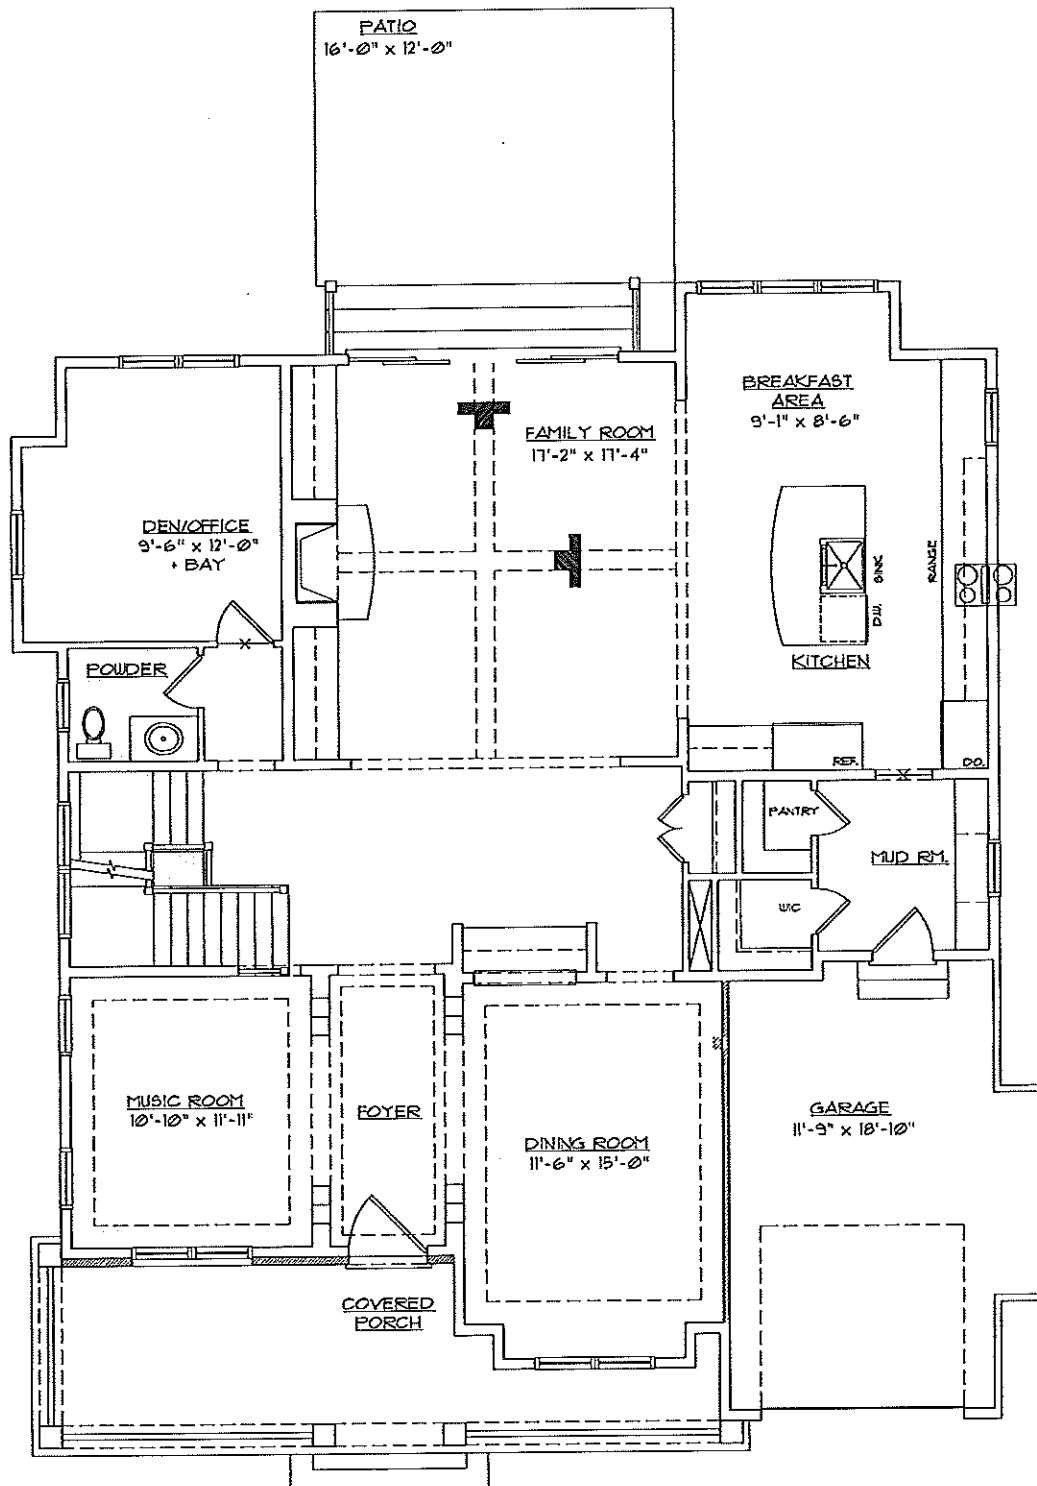 PATIO
16'-0" x 12'-0"
BREAKFAST
AREA
9'-1" x 8'-6"
FAMILY ROOM
17'-2" x 17'-4"
DEN/OFFICE
9'-6" x 12'-0"
+ BAY
SINK
RANGE
D.W.
KITCHEN
POWDER
REF.
D.O.
PANTRY
MUD RM.
WIC
MUSIC ROOM
10'-10" x 11'-11"
FOYER
DINING ROOM
11'-6" x 15'-0"
GARAGE
11'-9" x 18'-10"
COVERED
PORCH